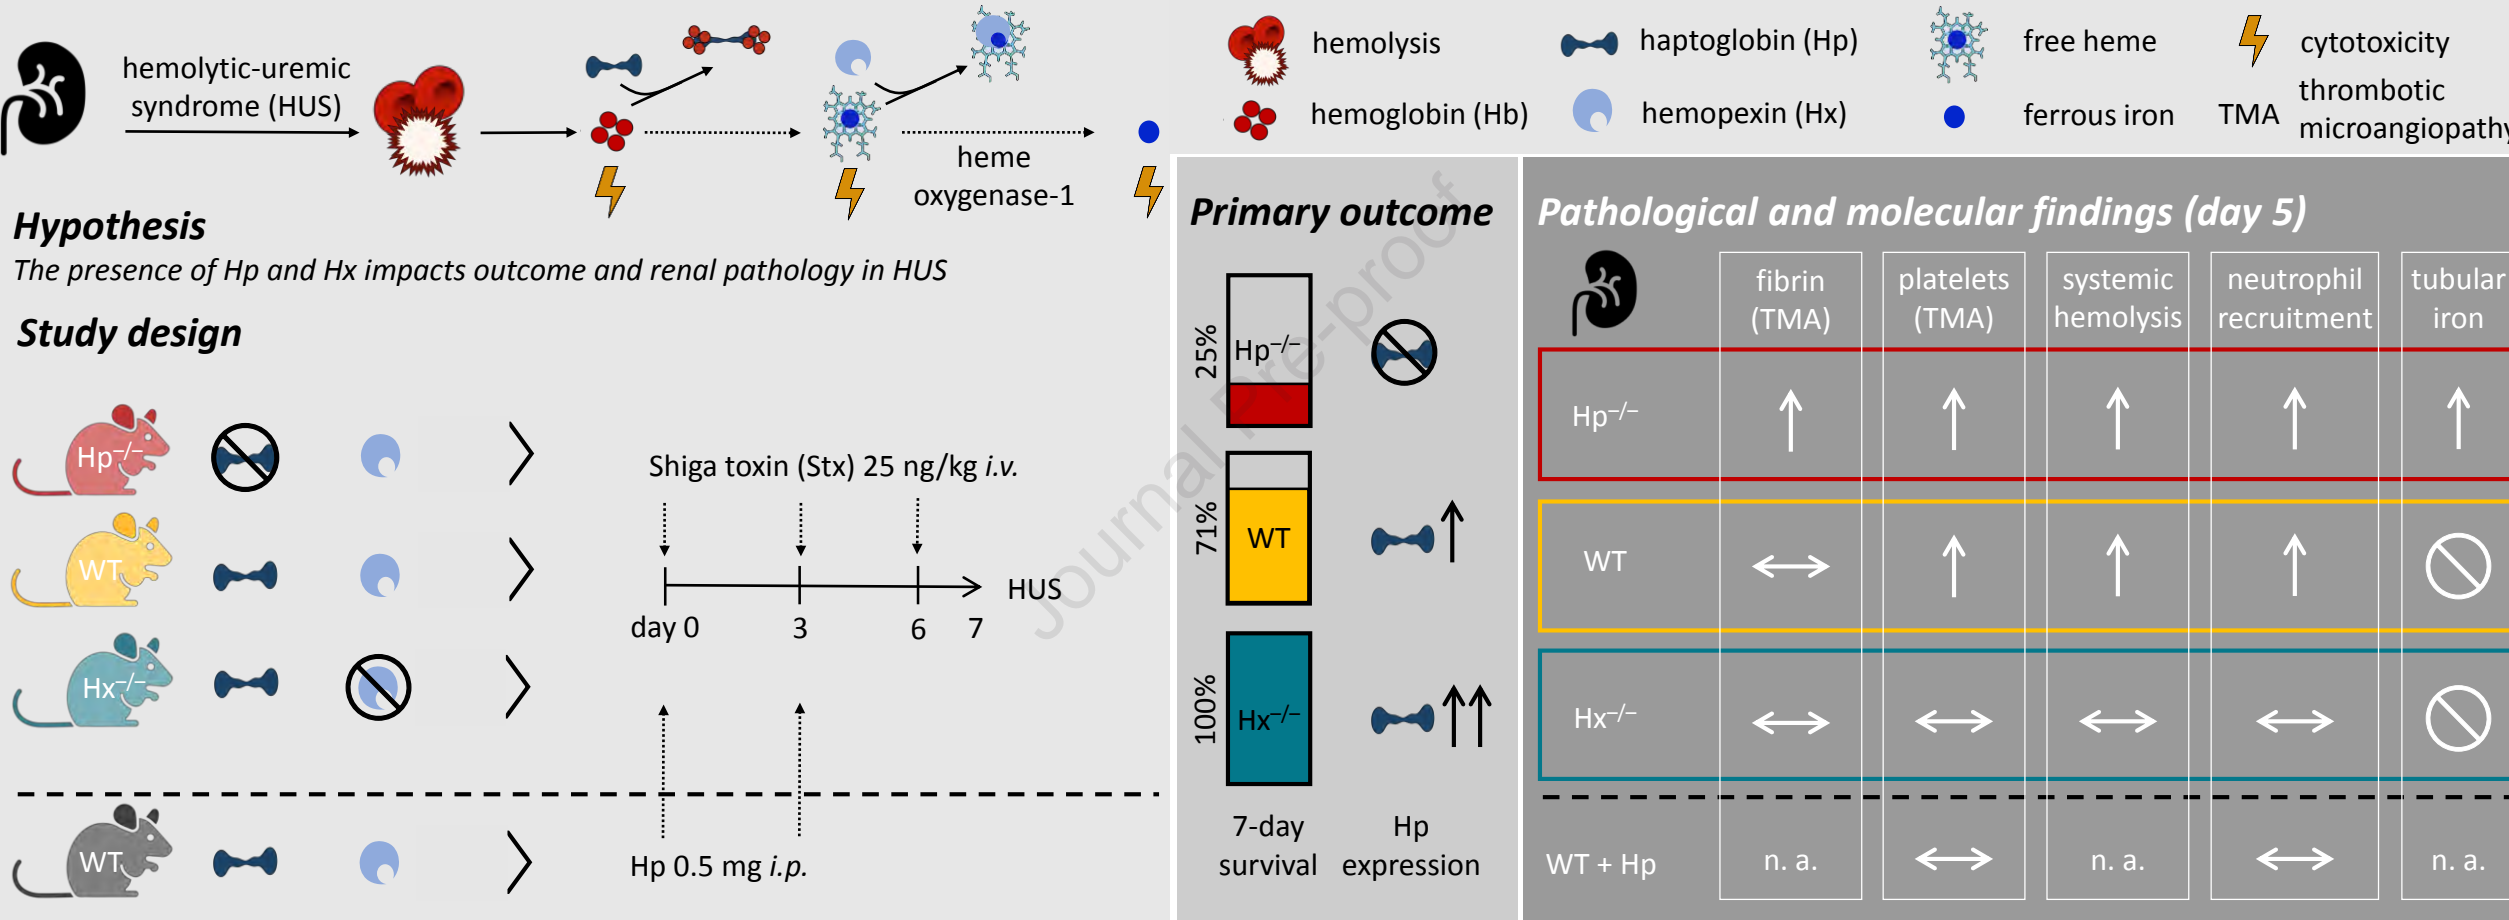 hemolytic-uremic
syndrome (HUS)
heme
oxygenase-1
hemolysis
haptoglobin (Hp)
free heme
cytotoxicity
hemoglobin (Hb)
hemopexin (Hx)
ferrous iron
TMA
thrombotic
microangiopathy
Hypothesis
The presence of Hp and Hx impacts outcome and renal pathology in HUS
Study design
Hp–/–
WT
Hx–/–
WT
Shiga toxin (Stx) 25 ng/kg i.v.
HUS
day 0 3 6 7
Hp 0.5 mg i.p.
Primary outcome
25%
Hp–/–
71%
WT
100%
Hx–/–
7-day
survival
Hp
expression
Pathological and molecular findings (day 5)
fibrin
(TMA)
platelets
(TMA)
systemic
hemolysis
neutrophil
recruitment
tubular
iron
Hp–/–
WT
Hx–/–
WT + Hp n. a. n. a. n. a.
Journal Pre-proof